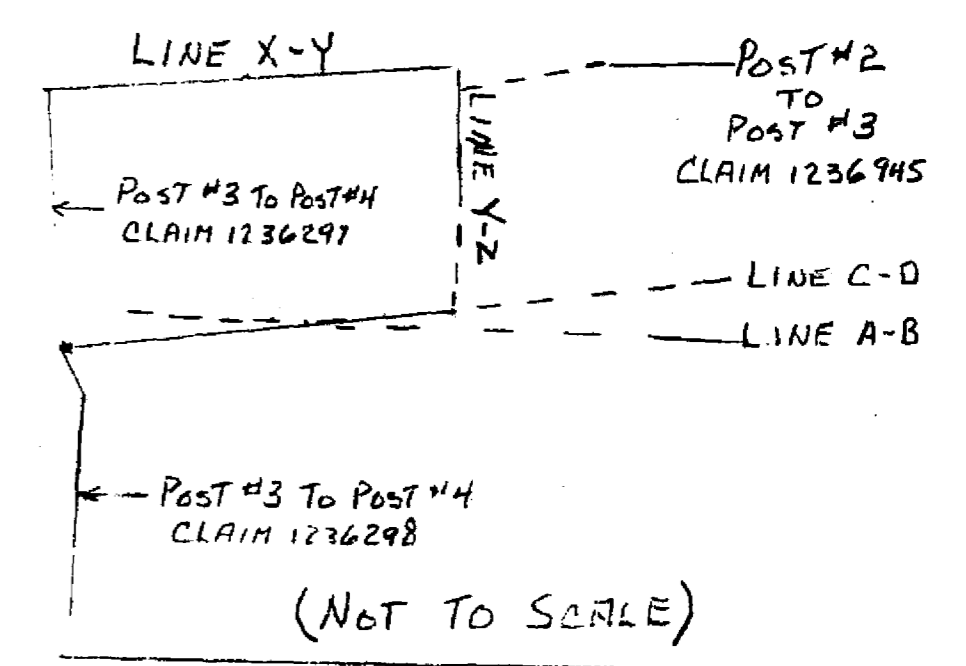 LINE X-Y
POST #2
TO
POST #3
CLAIM 1236945
LINE Y-Z
POST #3 TO POST #4
CLAIM 1236297
LINE C-D
LINE A-B
POST #3 TO POST #4
CLAIM 1236298
(NOT TO SCALE)